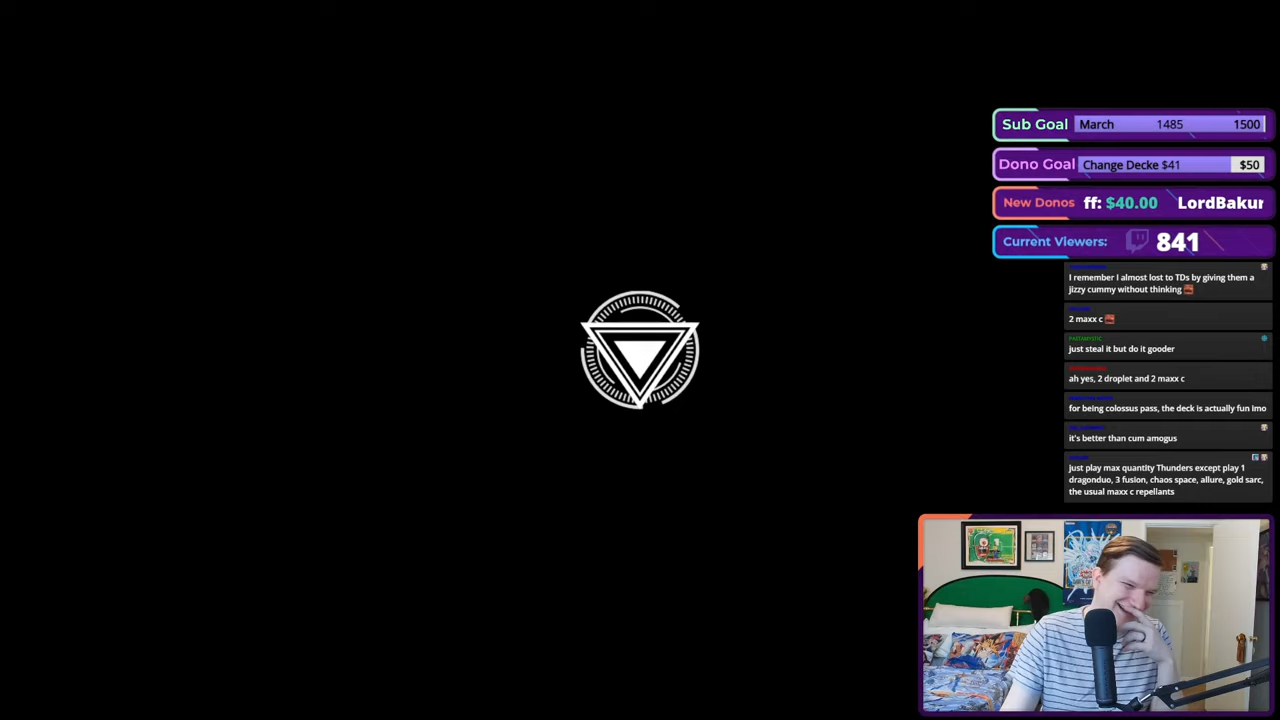 Sub Goal March 1485 1500
Dono Goal Change Decke $41 $50
New Donos ff: $40.00 LordBakur
Current Viewers: 841
I remember I almost lost to TDs by giving them a
jizzy cummy without thinking
2 maxx c
just steal it but do it gooder
ah yes, 2 droplet and 2 maxx c
for being colossus pass, the deck is actually fun imo
it's better than cum amogus
just play max quantity Thunders except play 1
dragonduo, 3 fusion, chaos space, allure, gold sarc,
the usual maxx c repellants